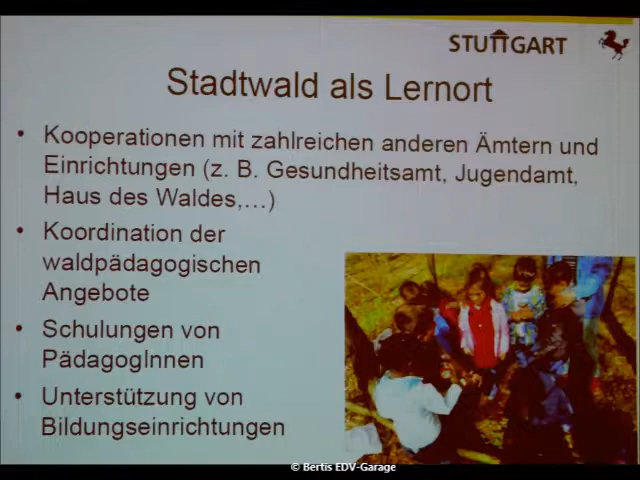 STUTTGART
Stadtwald als Lernort
• Kooperationen mit zahlreichen anderen Ämtern und
Einrichtungen (z. B. Gesundheitsamt, Jugendamt,
Haus des Waldes,…)
• Koordination der
waldpädagogischen
Angebote
• Schulungen von
PädagogInnen
• Unterstützung von
Bildungseinrichtungen
© Bertis EDV-Garage